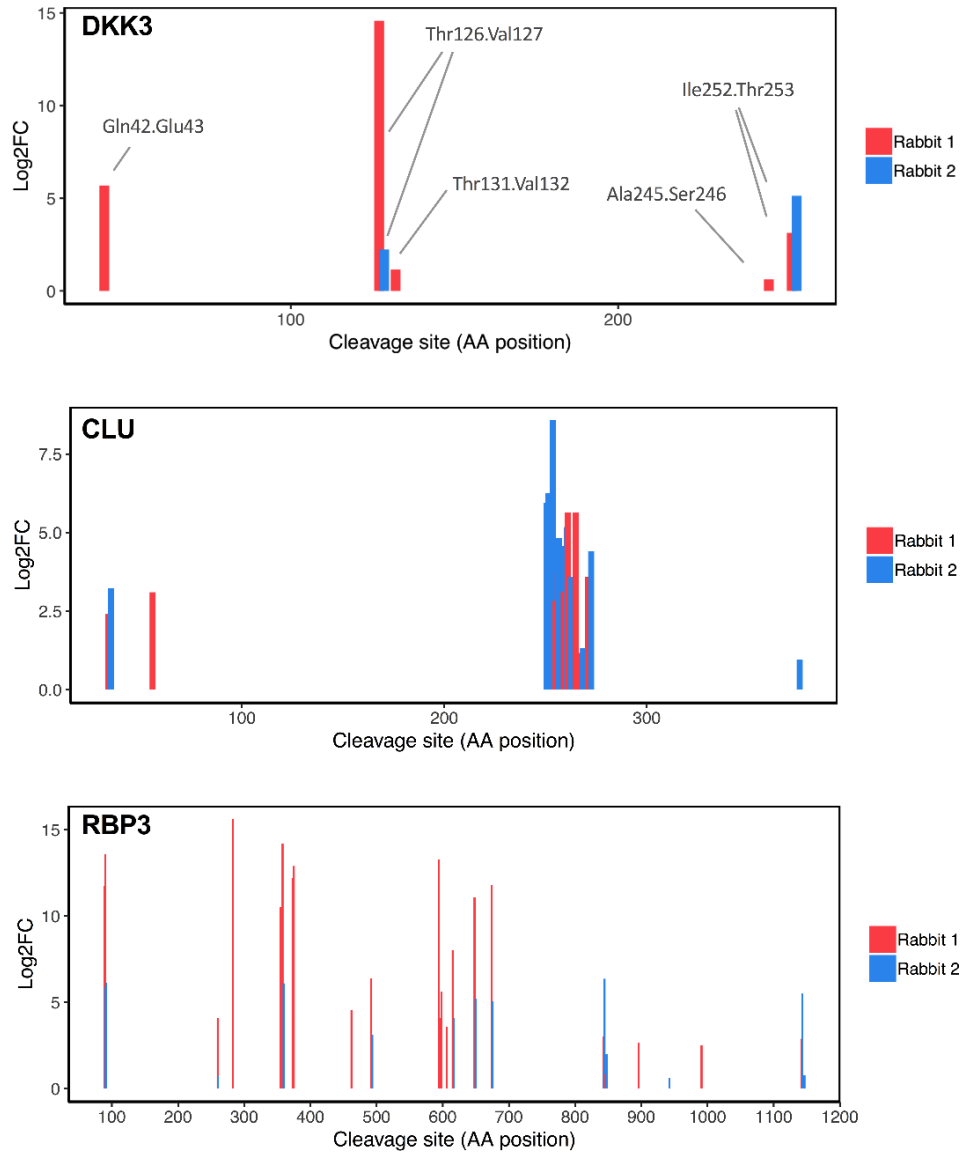 DKK3
15
10
5
0
Log2FC
Gln42.Glu43
Thr126.Val127
Thr131.Val132
Ala245.Ser246
Ile252.Thr253
100
200
Cleavage site (AA position)
Rabbit 1
Rabbit 2
CLU
7.5
5.0
2.5
0.0
Log2FC
100
200
300
Cleavage site (AA position)
Rabbit 1
Rabbit 2
RBP3
15
10
5
0
Log2FC
100
200
300
400
500
600
700
800
900
1000
1100
1200
Cleavage site (AA position)
Rabbit 1
Rabbit 2